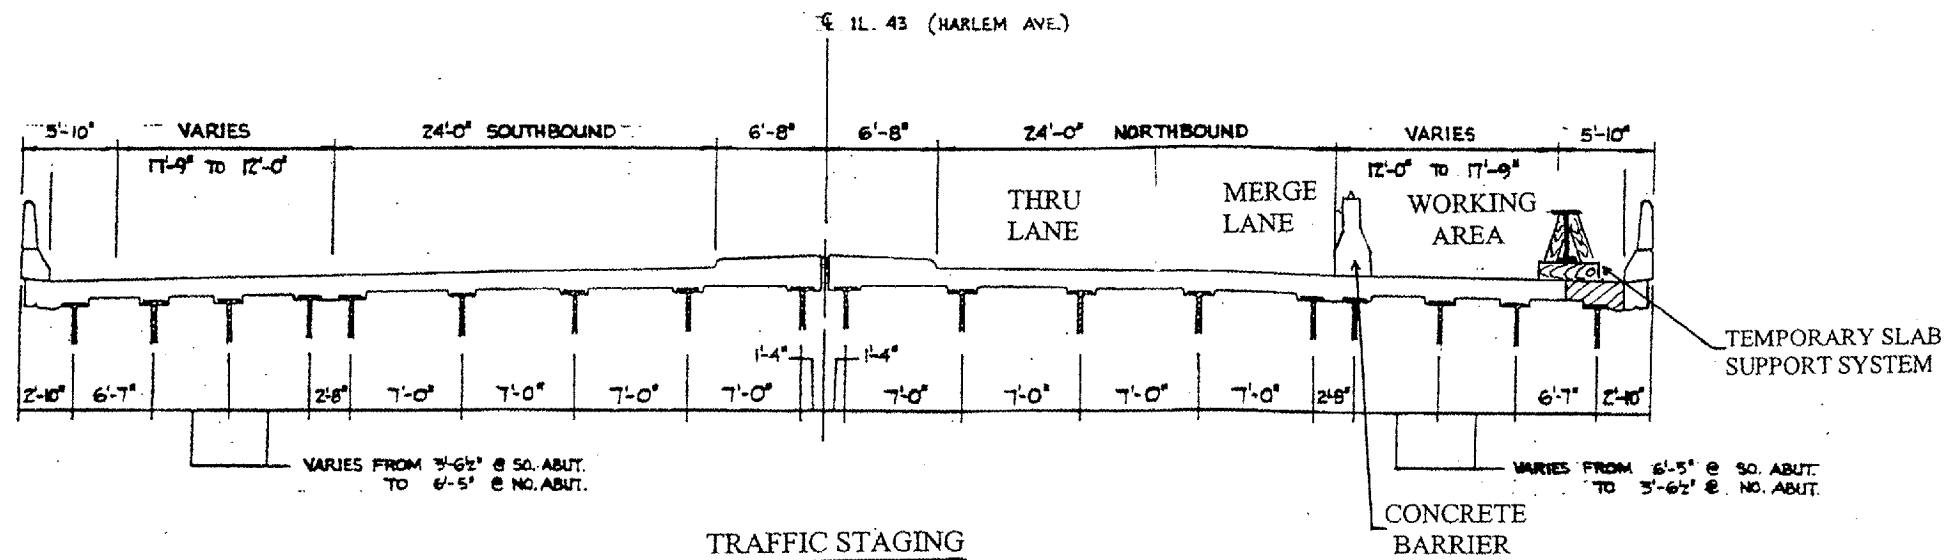 ℄ IL. 43 (HARLEM AVE.)
5'-10" VARIES 24'-0" SOUTHBOUND 6'-8" 6'-8" 24'-0" NORTHBOUND VARIES 5'-10"
17'-9" TO 12'-0" 12'-0" TO 17'-9"
THRU
LANE
MERGE
LANE
WORKING
AREA
TEMPORARY SLAB
SUPPORT SYSTEM
1'-4" 1'-4"
2'-10" 6'-7" 2'-8" 7'-0" 7'-0" 7'-0" 7'-0" 7'-0" 7'-0" 7'-0" 7'-0" 2'-8" 6'-7" 2'-10"
VARIES FROM 3'-6½" @ SO. ABUT.
TO 6'-5" @ NO. ABUT.
VARIES FROM 6'-5" @ SO. ABUT.
TO 3'-6½" @ NO. ABUT.
CONCRETE
BARRIER
TRAFFIC STAGING